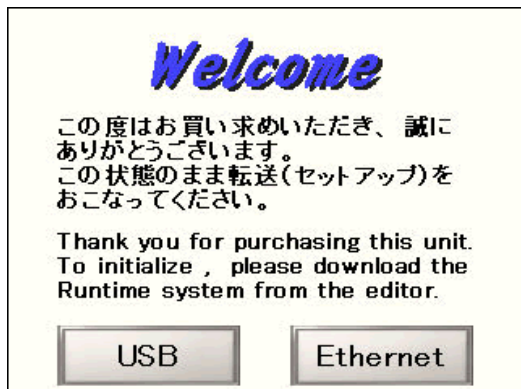 Welcome
この度はお買い求めいただき、誠に
ありがとうございます。
この状態のまま転送(セットアップ)を
おこなってください。
Thank you for purchasing this unit.
To initialize , please download the
Runtime system from the editor.
USB
Ethernet